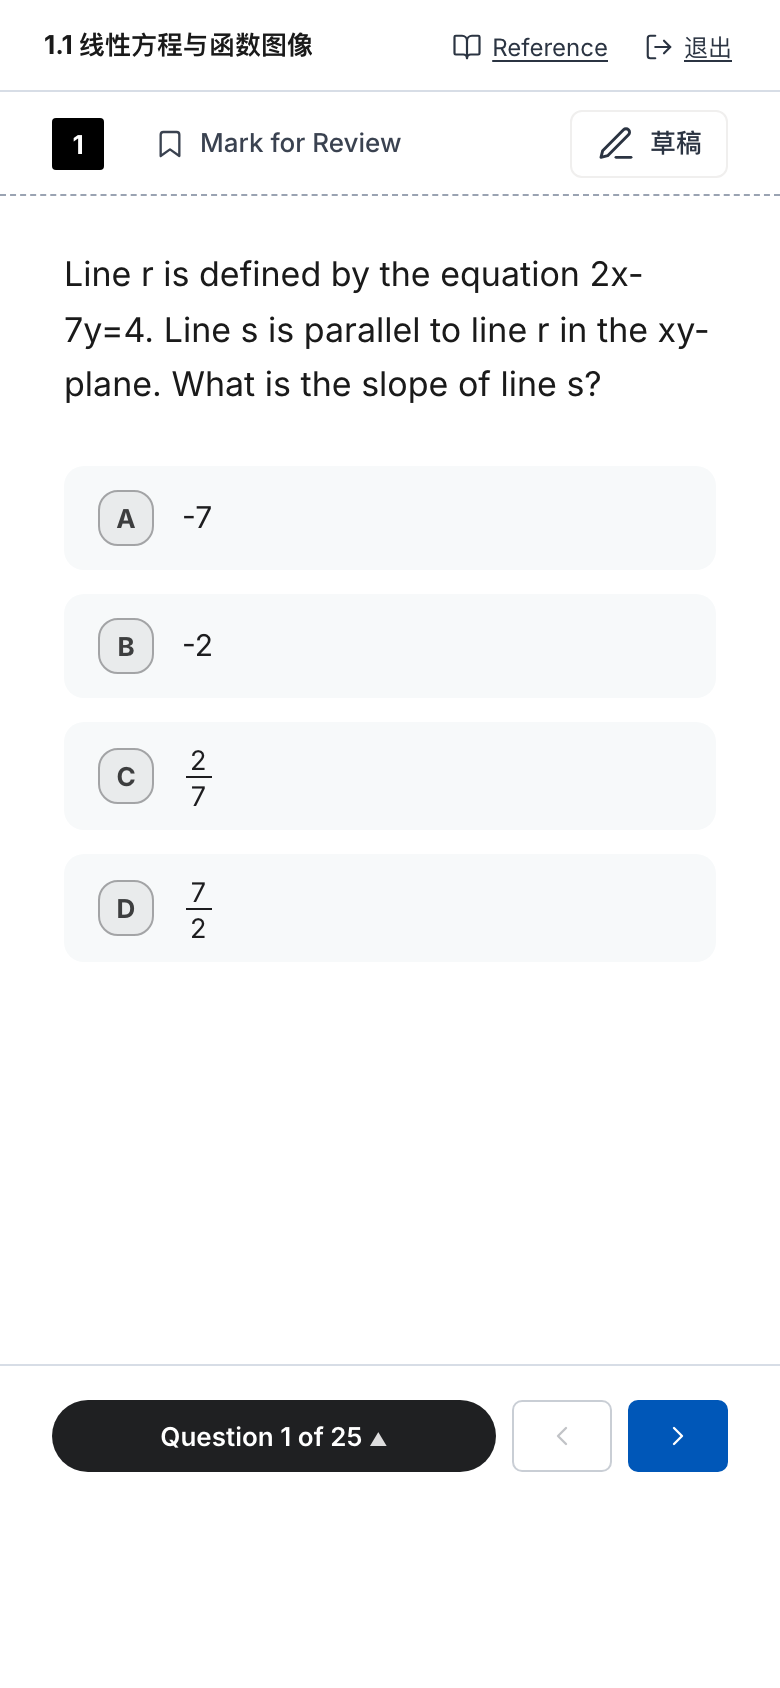 1.1 线性方程与函数图像
Reference
退出
1
Mark for Review
草稿
Line r is defined by the equation 2x-
7y=4. Line s is parallel to line r in the xy-
plane. What is the slope of line s?
A -7
B -2
C 2/7
D 7/2
Question 1 of 25 ▲